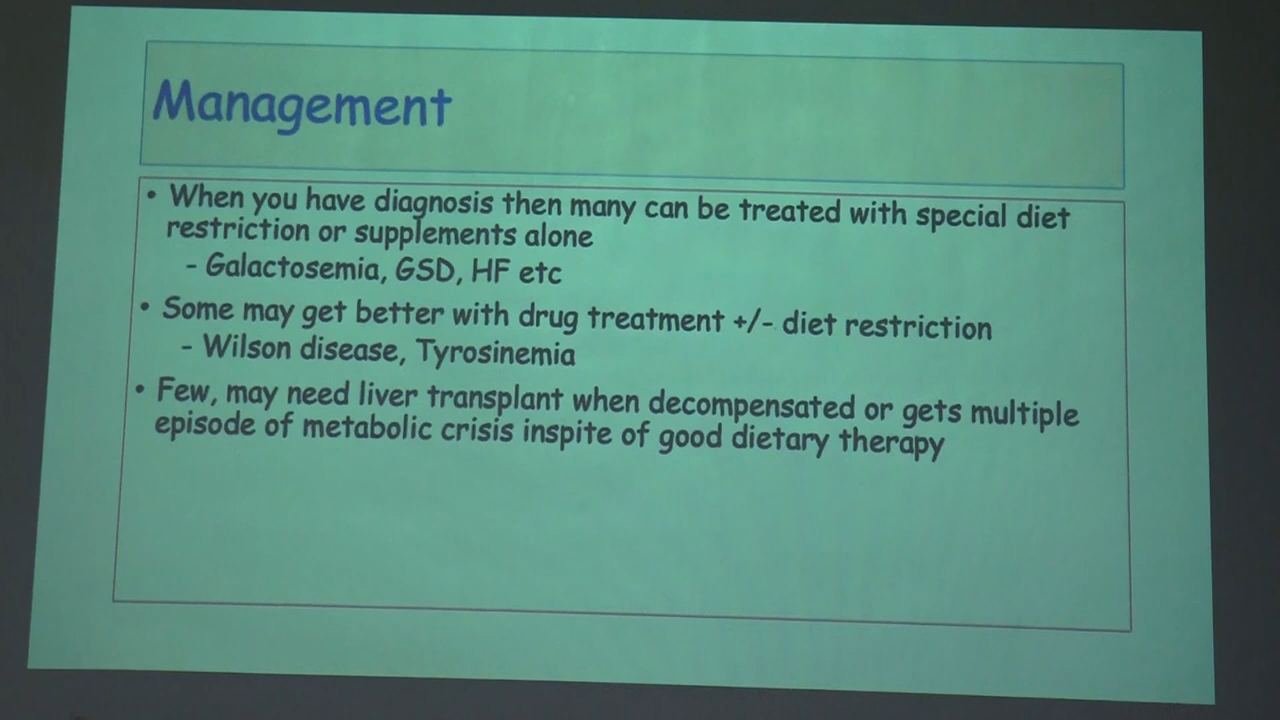 Management
• When you have diagnosis then many can be treated with special diet
restriction or supplements alone
- Galactosemia, GSD, HF etc
• Some may get better with drug treatment +/- diet restriction
- Wilson disease, Tyrosinemia
• Few, may need liver transplant when decompensated or gets multiple
episode of metabolic crisis inspite of good dietary therapy